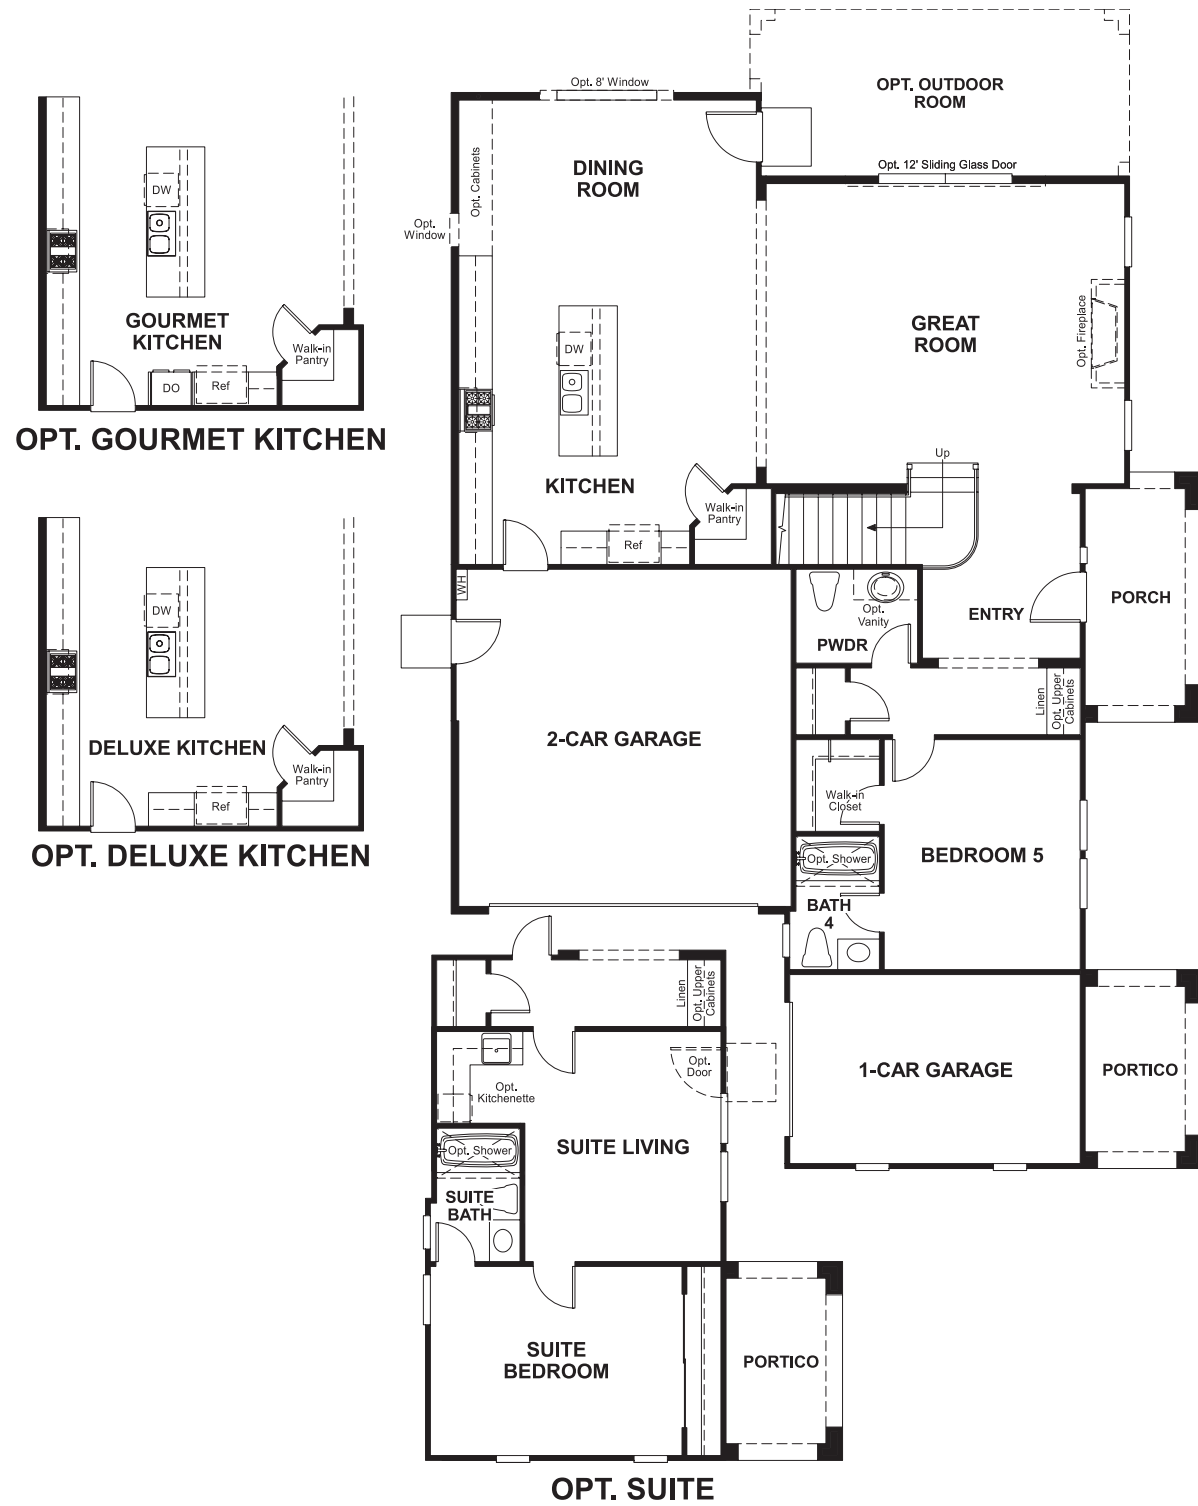 Opt. 8' Window
OPT. OUTDOOR
ROOM
Opt. 12' Sliding Glass Door
DINING
ROOM
Opt. Cabinets
Opt.
Window
DW
GREAT
ROOM
Opt. Fireplace
KITCHEN
Up
Walk-in
Pantry
Ref
WH
Opt.
Vanity
PWDR
ENTRY
PORCH
Linen
Opt. Upper
Cabinets
2-CAR GARAGE
Walk-in
Closet
Opt. Shower
BEDROOM 5
BATH
4
1-CAR GARAGE
PORTICO
DW
GOURMET
KITCHEN
Walk-in
Pantry
DO
Ref
OPT. GOURMET KITCHEN
DW
DELUXE KITCHEN
Walk-in
Pantry
Ref
OPT. DELUXE KITCHEN
Linen
Opt. Upper
Cabinets
Opt.
Door
Opt.
Kitchenette
Opt. Shower
SUITE LIVING
SUITE
BATH
SUITE
BEDROOM
PORTICO
OPT. SUITE